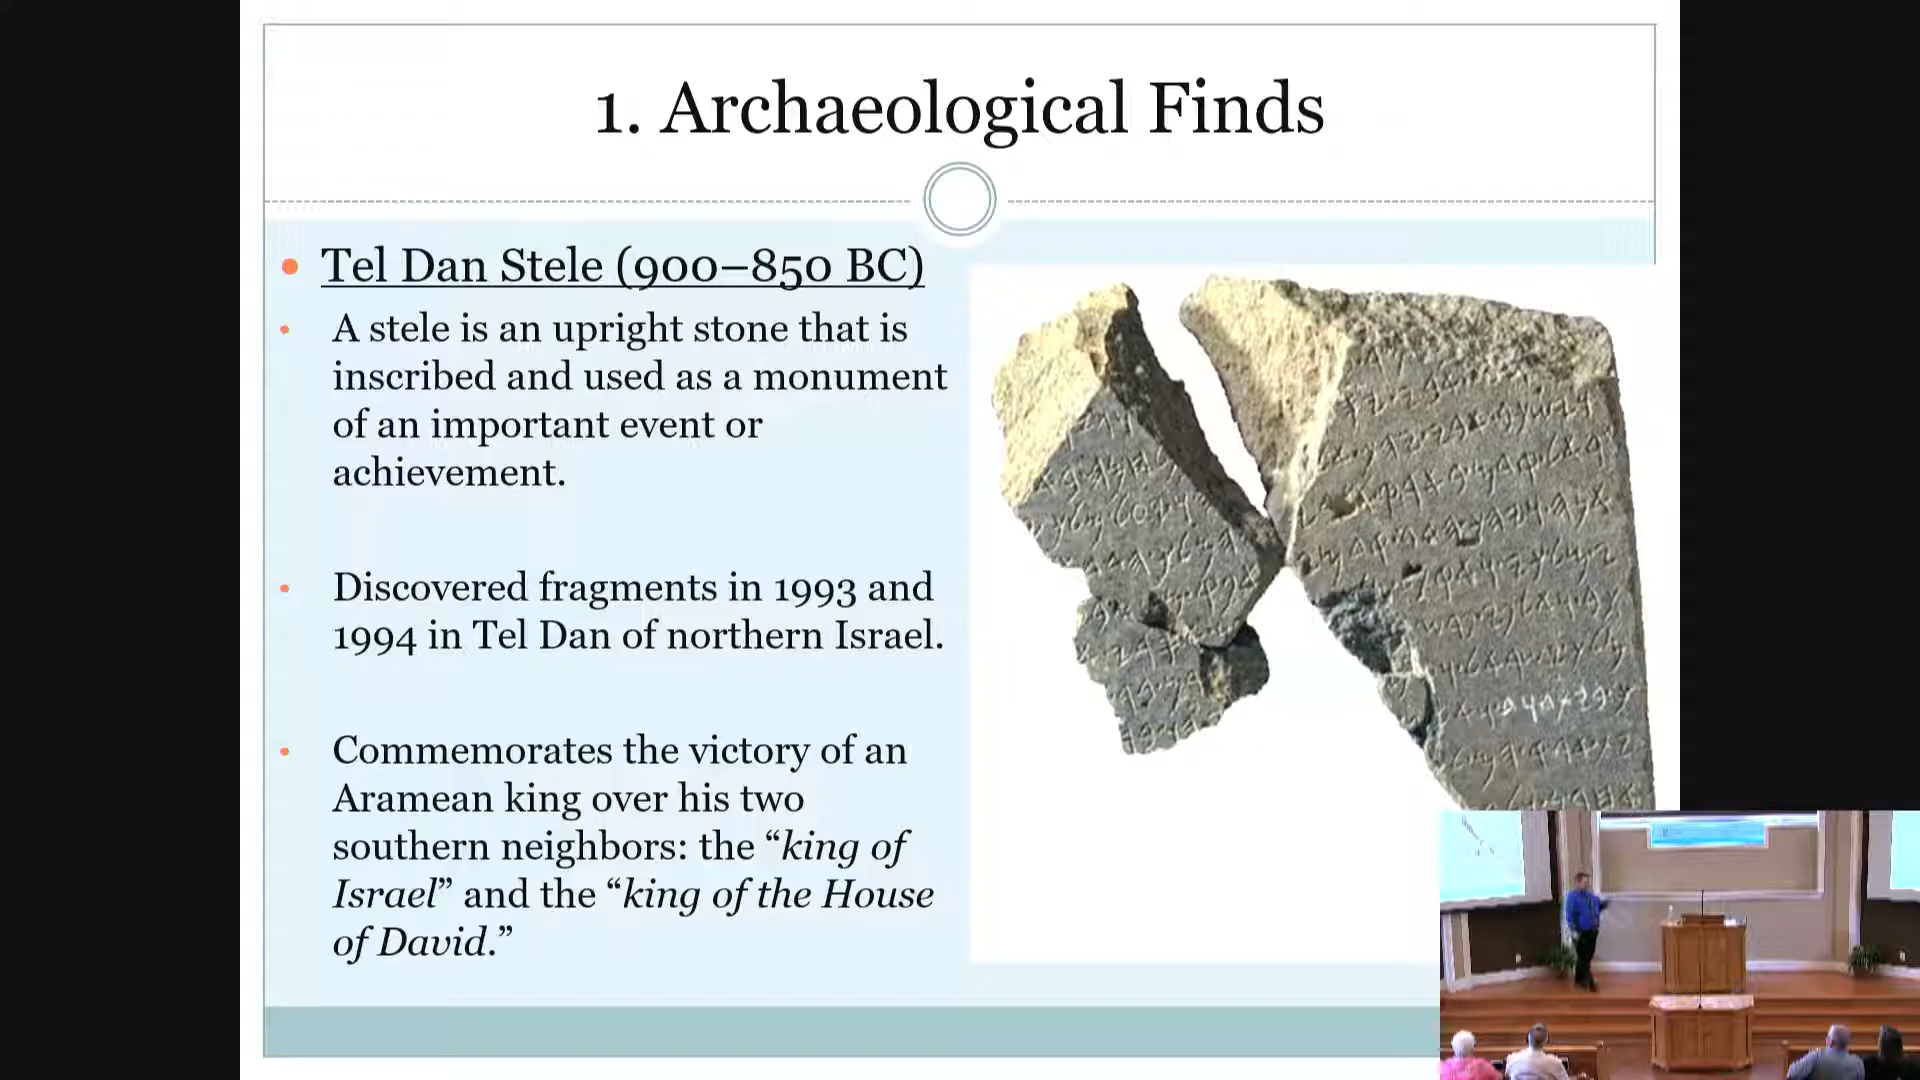 1. Archaeological Finds
Tel Dan Stele (900–850 BC)
A stele is an upright stone that is
inscribed and used as a monument
of an important event or
achievement.
Discovered fragments in 1993 and
1994 in Tel Dan of northern Israel.
Commemorates the victory of an
Aramean king over his two
southern neighbors: the “king of
Israel” and the “king of the House
of David.”